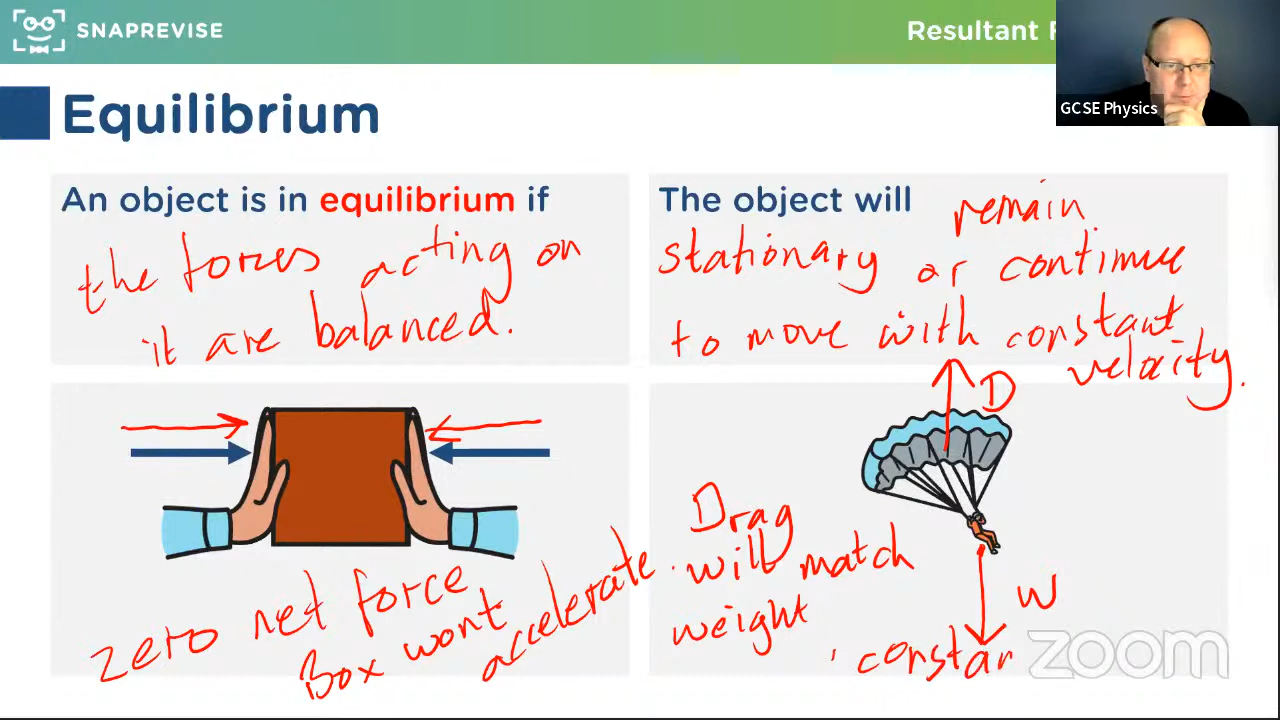 SNAPREVISE
Resultant F
GCSE Physics
Equilibrium
An object is in equilibrium if
the forces acting on
it are balanced.
The object will remain
stationary or continue
to move with constant
velocity.
D
Drag
will match
weight
W
constan
zero net force
Box wont
accelerate.
zoom